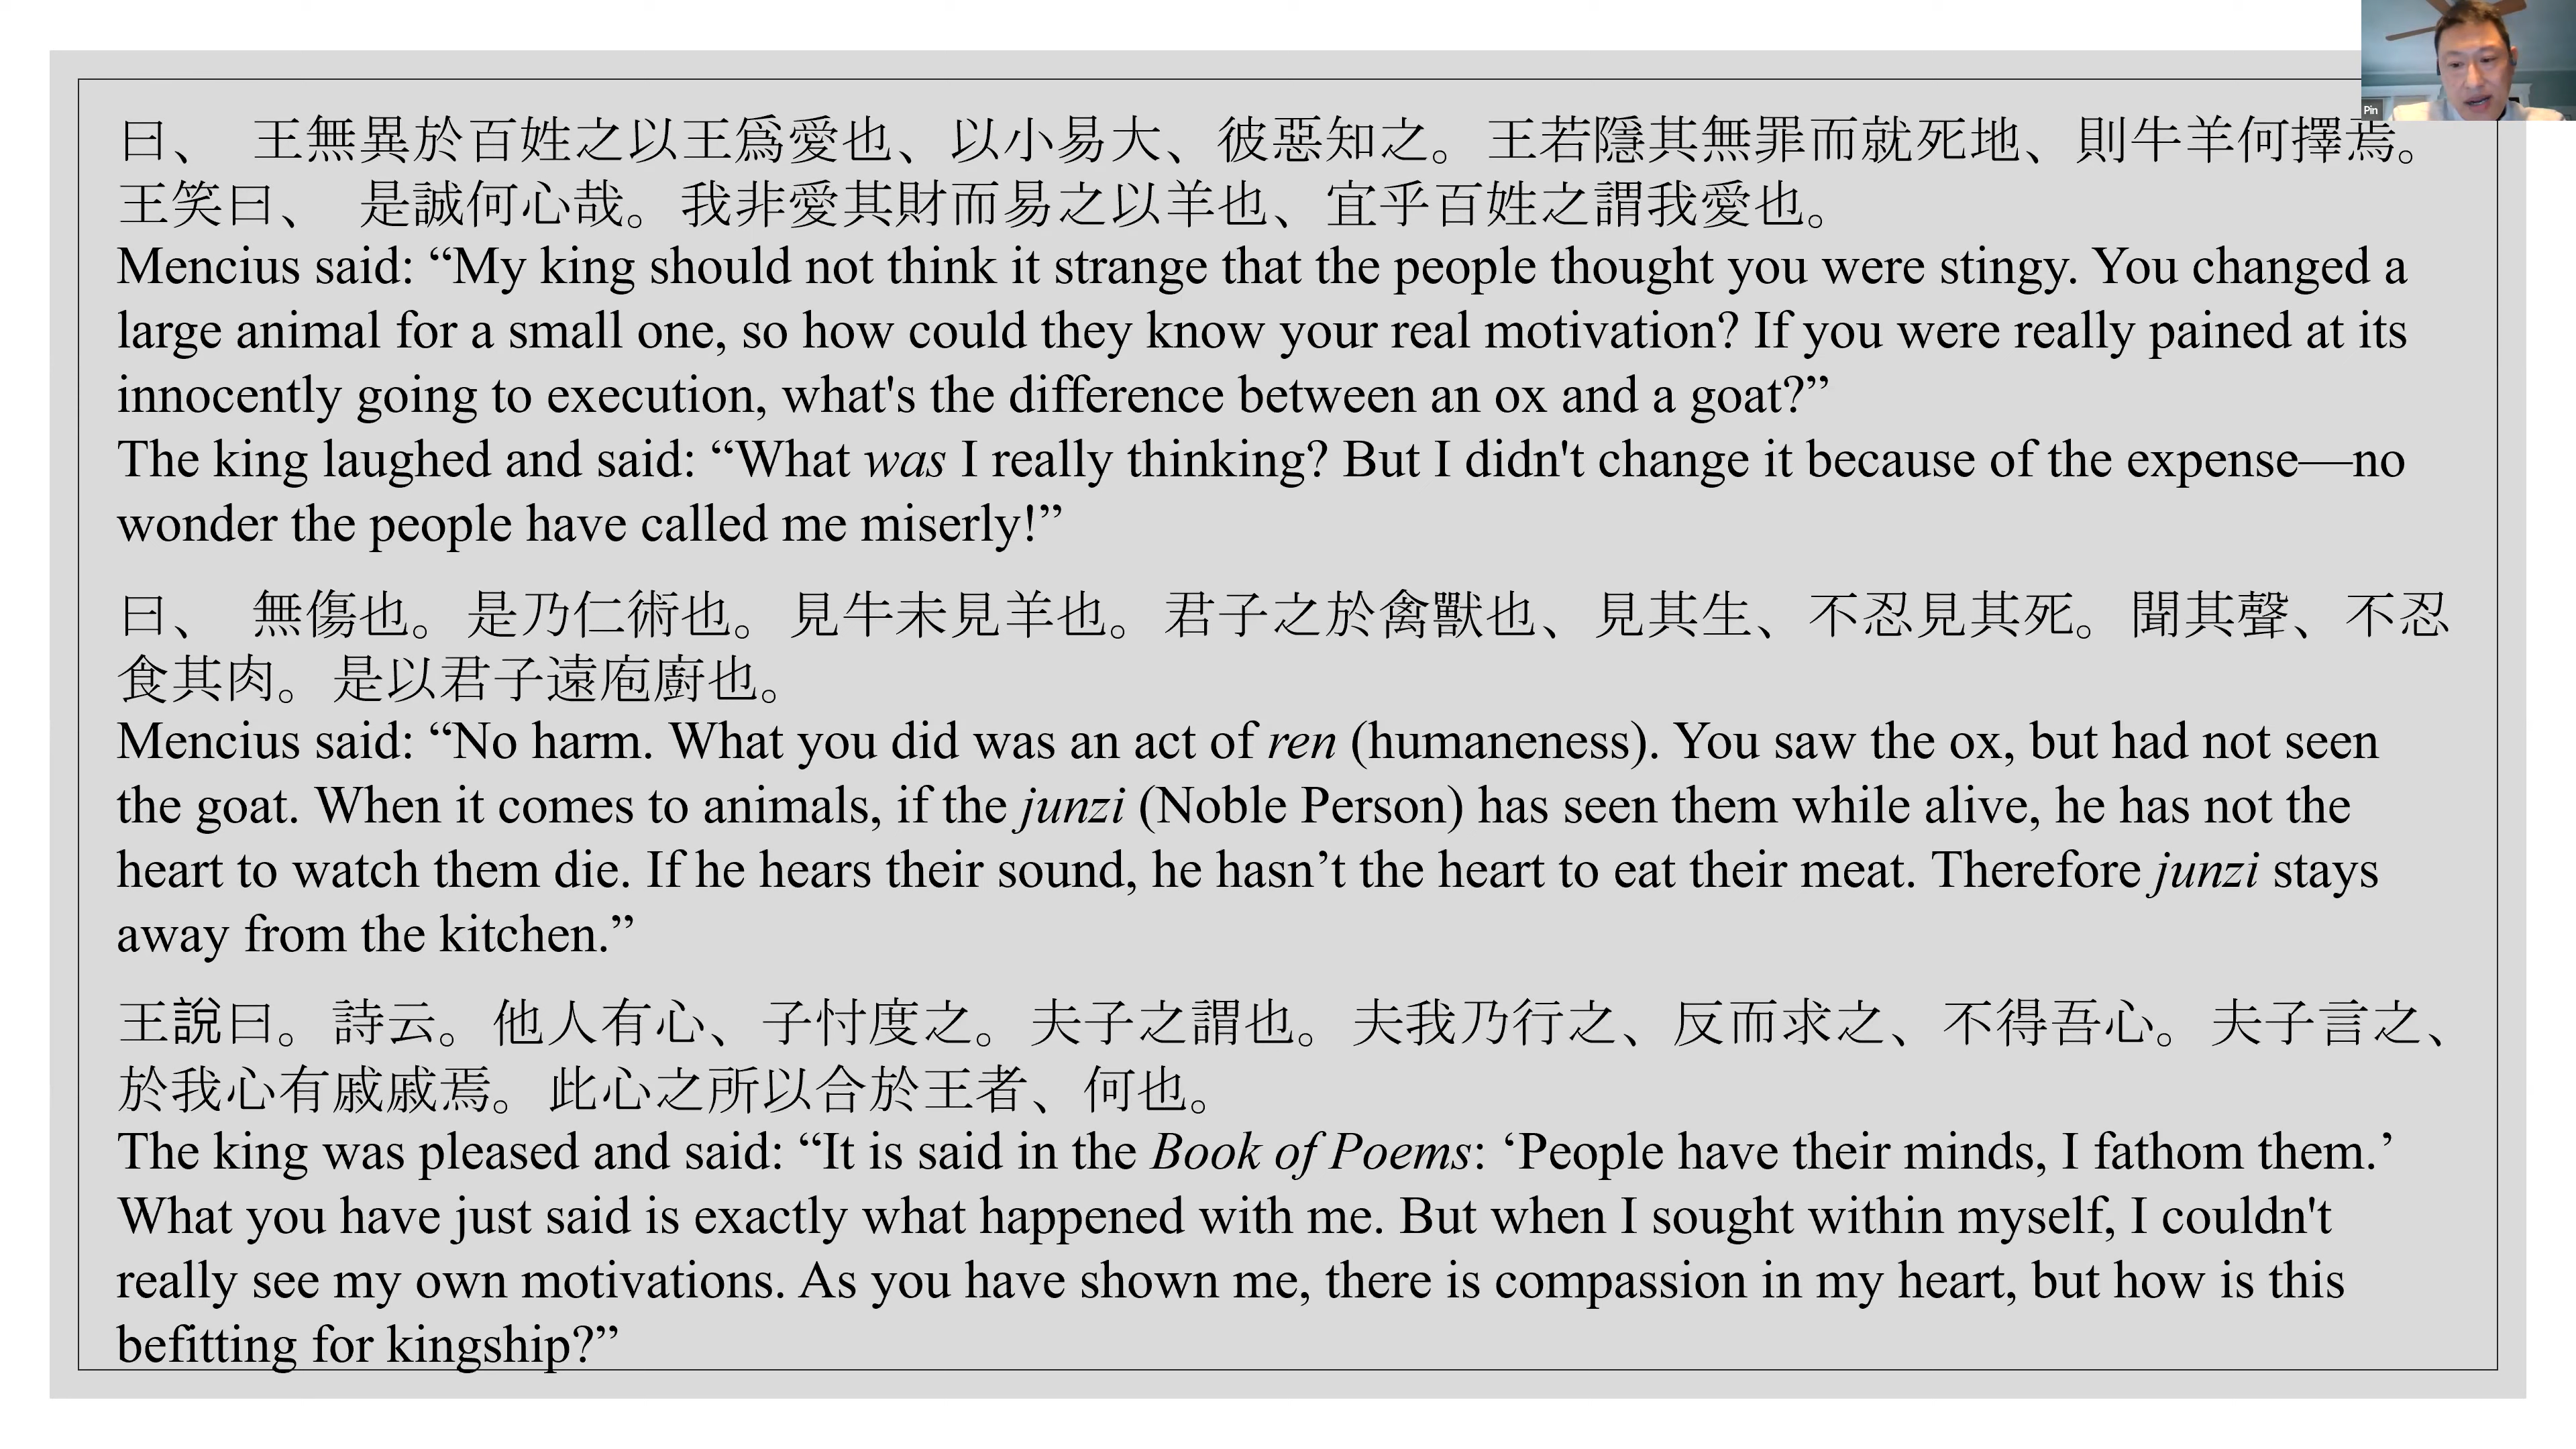 曰、　王無異於百姓之以王爲愛也、以小易大、彼惡知之。王若隱其無罪而就死地、則牛羊何擇焉。
王笑曰、　是誠何心哉。我非愛其財而易之以羊也、宜乎百姓之謂我愛也。
Mencius said: “My king should not think it strange that the people thought you were stingy. You changed a
large animal for a small one, so how could they know your real motivation? If you were really pained at its
innocently going to execution, what's the difference between an ox and a goat?”
The king laughed and said: “What was I really thinking? But I didn't change it because of the expense—no
wonder the people have called me miserly!”
曰、　無傷也。是乃仁術也。見牛未見羊也。君子之於禽獸也、見其生、不忍見其死。聞其聲、不忍
食其肉。是以君子遠庖廚也。
Mencius said: “No harm. What you did was an act of ren (humaneness). You saw the ox, but had not seen
the goat. When it comes to animals, if the junzi (Noble Person) has seen them while alive, he has not the
heart to watch them die. If he hears their sound, he hasn’t the heart to eat their meat. Therefore junzi stays
away from the kitchen.”
王說曰。詩云。他人有心、子忖度之。夫子之謂也。夫我乃行之、反而求之、不得吾心。夫子言之、
於我心有戚戚焉。此心之所以合於王者、何也。
The king was pleased and said: “It is said in the Book of Poems: ‘People have their minds, I fathom them.’
What you have just said is exactly what happened with me. But when I sought within myself, I couldn't
really see my own motivations. As you have shown me, there is compassion in my heart, but how is this
befitting for kingship?”
Pin